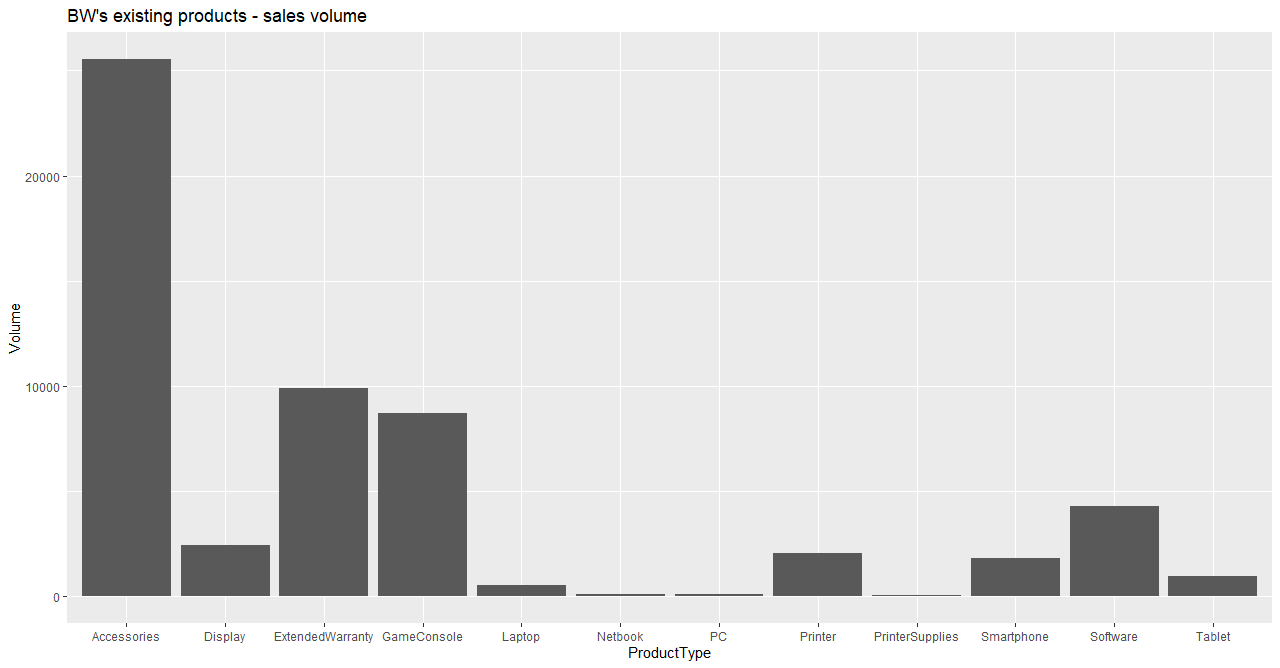 BW's existing products - sales volume
Volume
20000
10000
0
Accessories Display ExtendedWarranty GameConsole Laptop Netbook PC Printer PrinterSupplies Smartphone Software Tablet
ProductType